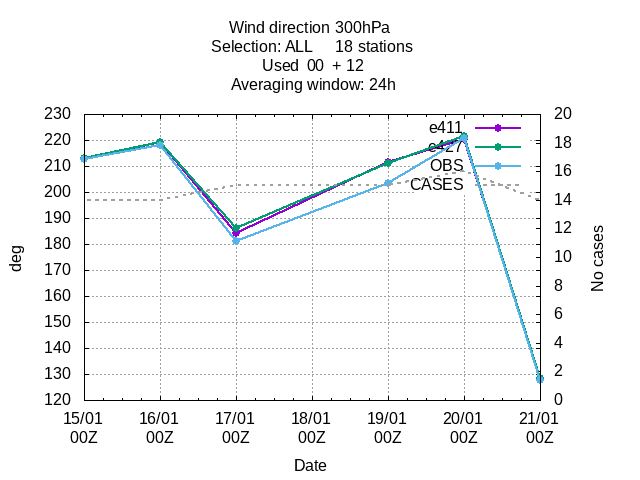 Wind direction 300hPa
Selection: ALL 18 stations
Used 00 + 12
Averaging window: 24h
230 20
220 18
210 16
200 14
190 12
180 10
170 8
160 6
150 4
140 2
130 0
120
deg
No cases
e411
e427
OBS
CASES
15/01 16/01 17/01 18/01 19/01 20/01 21/01
00Z 00Z 00Z 00Z 00Z 00Z 00Z
Date